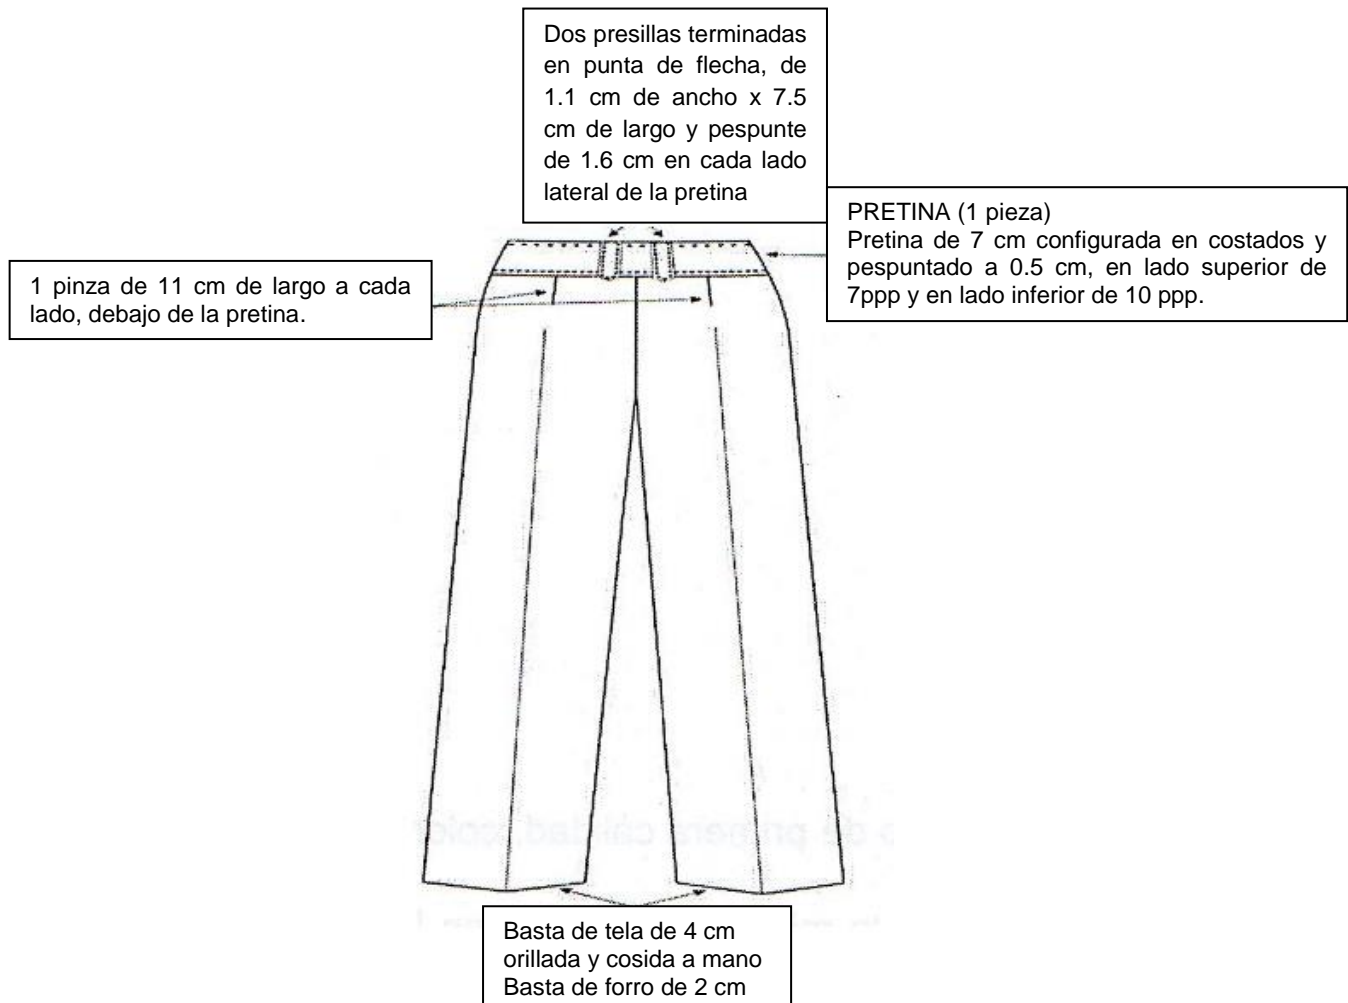 Dos presillas terminadas
en punta de flecha, de
1.1 cm de ancho x 7.5
cm de largo y pespunte
de 1.6 cm en cada lado
lateral de la pretina
PRETINA (1 pieza)
Pretina de 7 cm configurada en costados y
pespuntado a 0.5 cm, en lado superior de
7ppp y en lado inferior de 10 ppp.
1 pinza de 11 cm de largo a cada
lado, debajo de la pretina.
Basta de tela de 4 cm
orillada y cosida a mano
Basta de forro de 2 cm